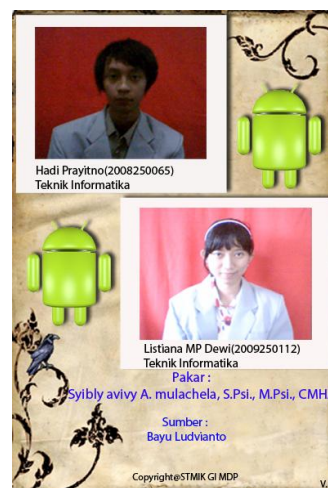 Hadi Prayitno(2008250065)
Teknik Informatika
Listiana MP Dewi(2009250112)
Teknik Informatika
Pakar :
Syibly avivy A. mulachela, S.Psi., M.Psi., CMH
Sumber :
Bayu Ludvianto
Copyright@STMIK GI MDP
V.